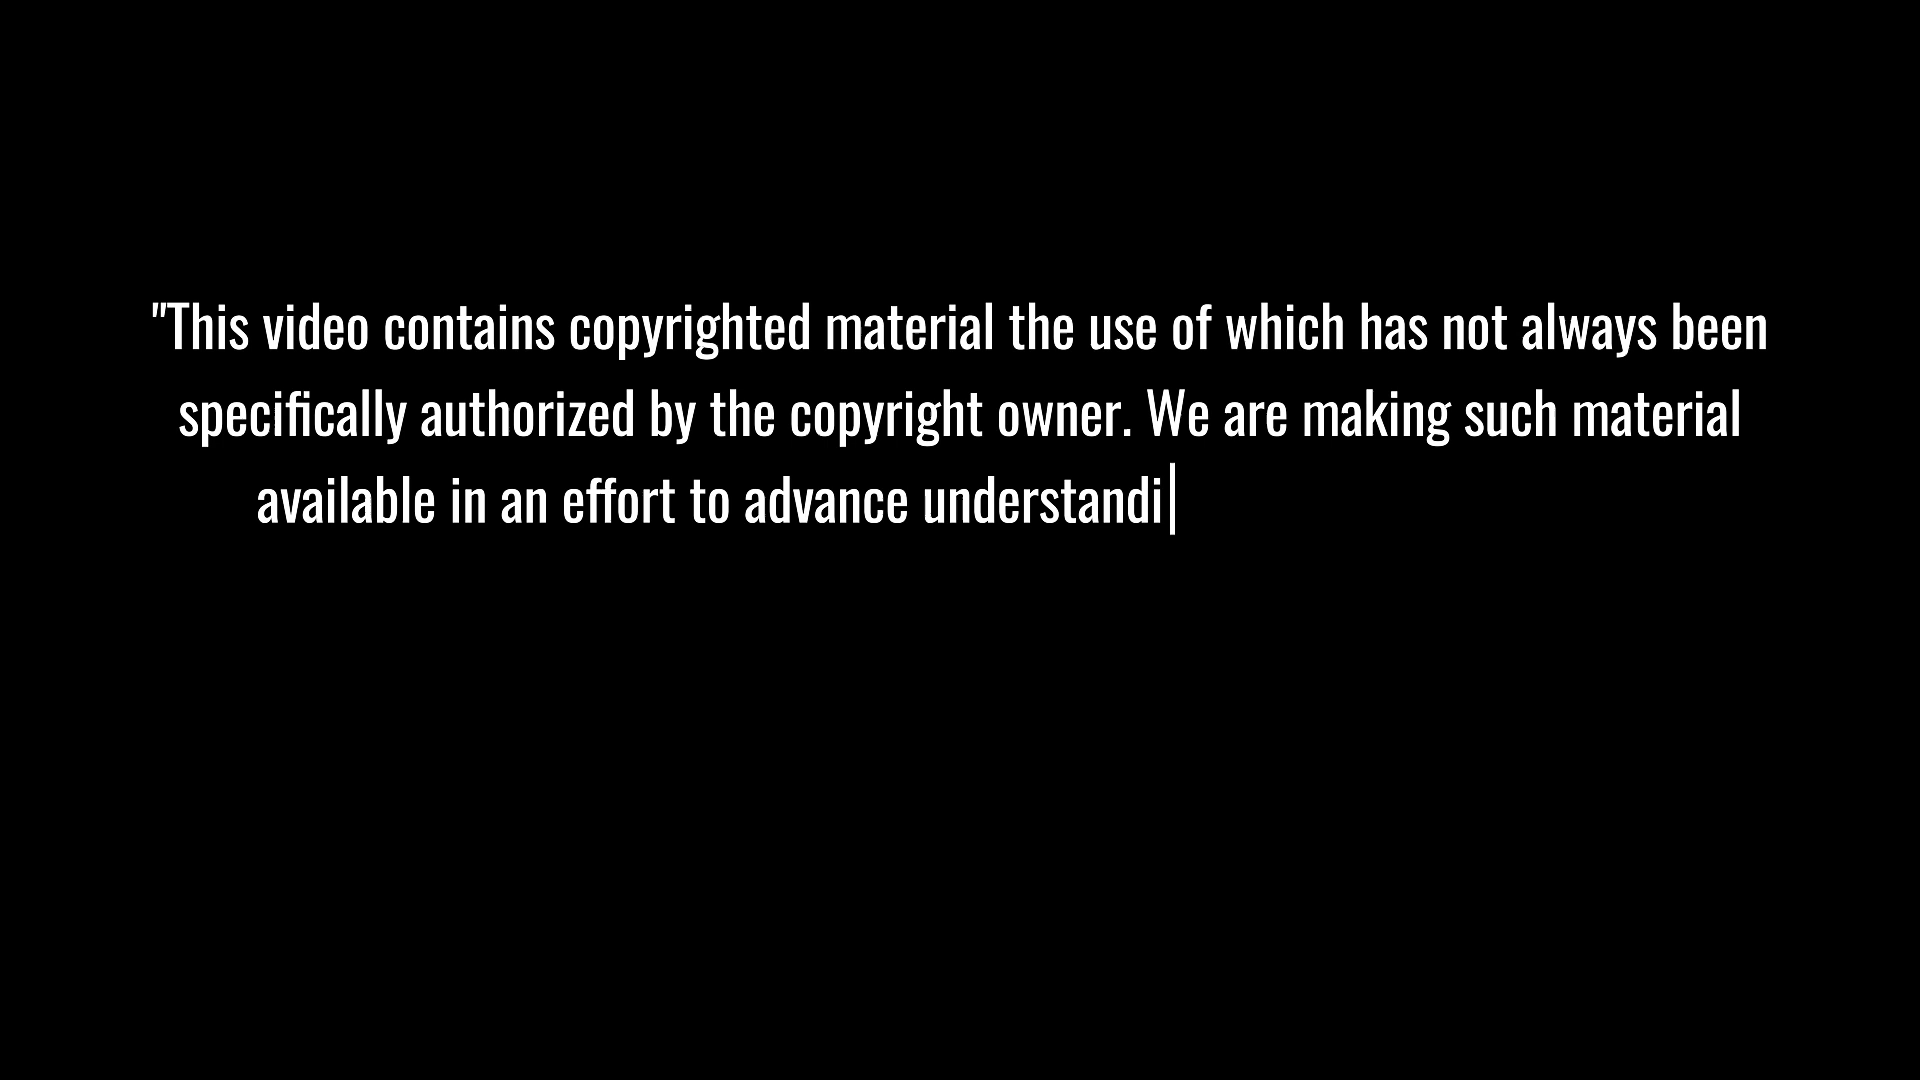 "This video contains copyrighted material the use of which has not always been
specifically authorized by the copyright owner. We are making such material
available in an effort to advance understandi